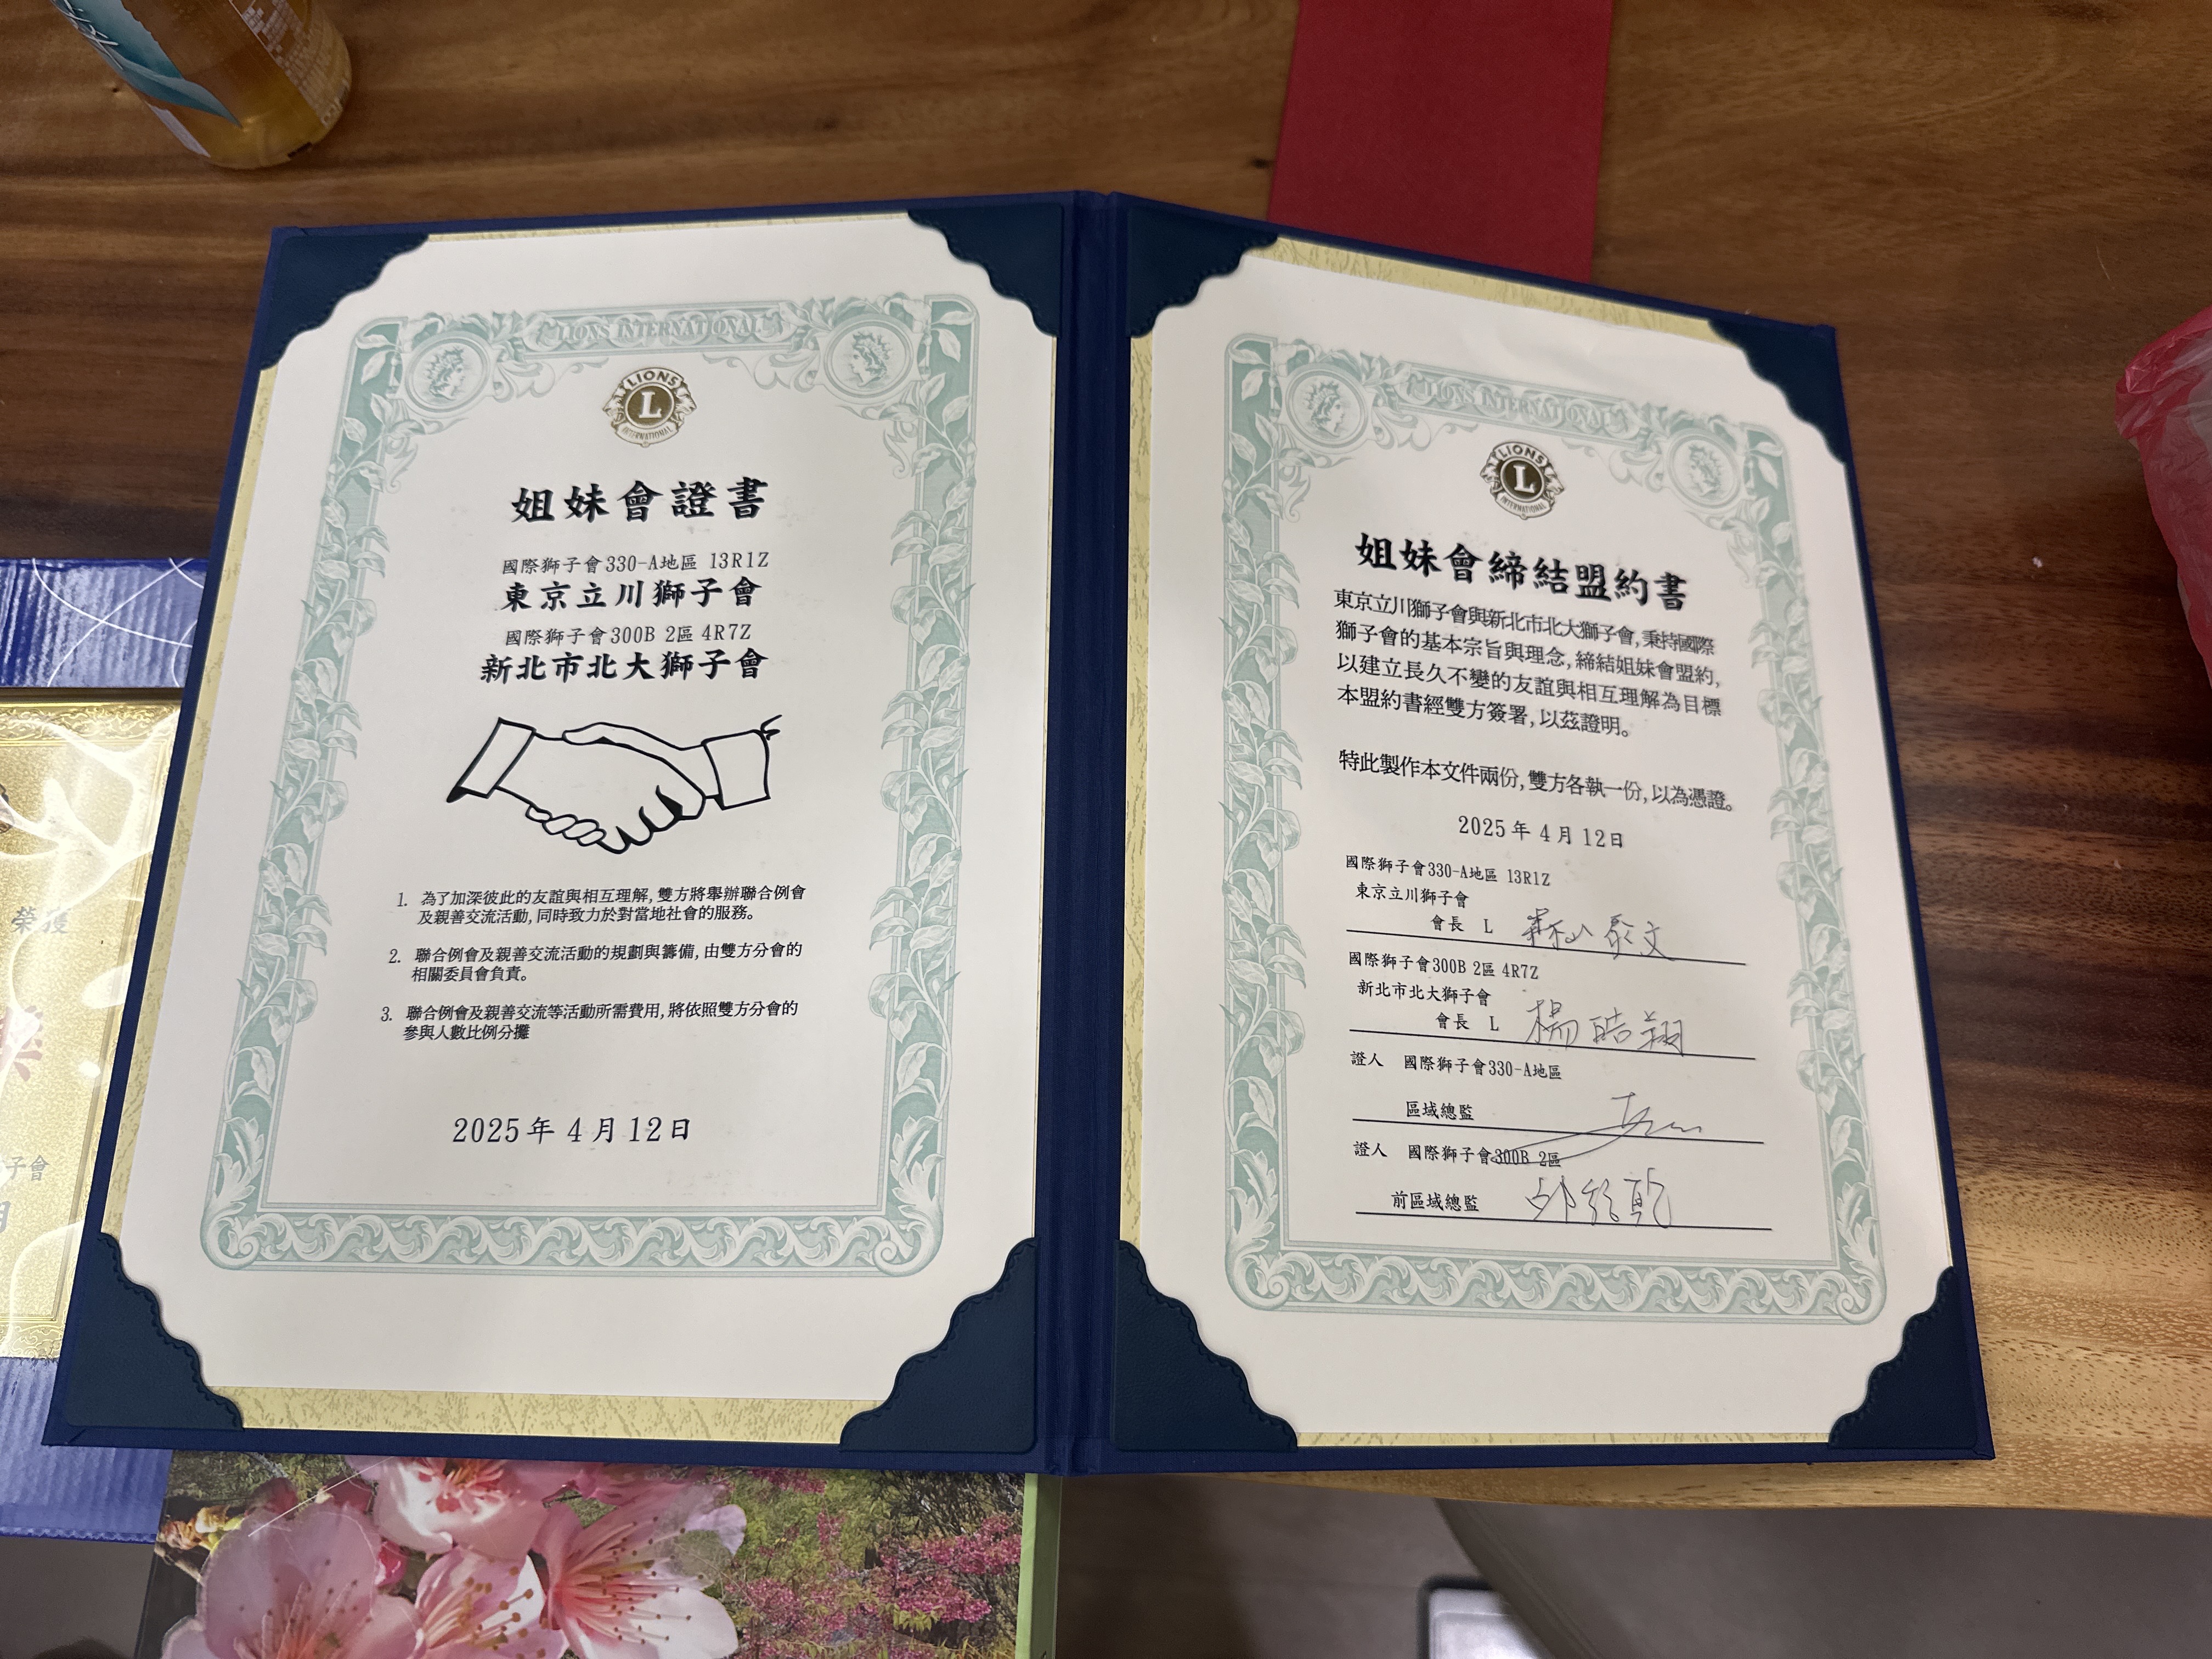 LIONS INTERNATIONAL
LIONS
L
INTERNATIONAL
姐妹會證書
國際獅子會330-A地區 13R1Z
東京立川獅子會
國際獅子會300B 2區 4R7Z
新北市北大獅子會
1. 為了加深彼此的友誼與相互理解,雙方將舉辦聯合例會
及親善交流活動,同時致力於對當地社會的服務。
2. 聯合例會及親善交流活動的規劃與籌備,由雙方分會的
相關委員會負責。
3. 聯合例會及親善交流等活動所需費用,將依照雙方分會的
參與人數比例分攤
2025年 4月 12日
LIONS INTERNATIONAL
LIONS
L
INTERNATIONAL
姐妹會締結盟約書
東京立川獅子會與新北市北大獅子會,秉持國際
獅子會的基本宗旨與理念,締結姐妹會盟約,
以建立長久不變的友誼與相互理解為目標
本盟約書經雙方簽署,以茲證明。
特此製作本文件兩份,雙方各執一份,以為憑證。
2025年 4月 12日
國際獅子會330-A地區 13R1Z
東京立川獅子會
會長 L
國際獅子會300B 2區 4R7Z
新北市北大獅子會
會長 L 楊皓翔
證人 國際獅子會330-A地區
區域總監
證人 國際獅子會300B 2區
前區域總監
子會